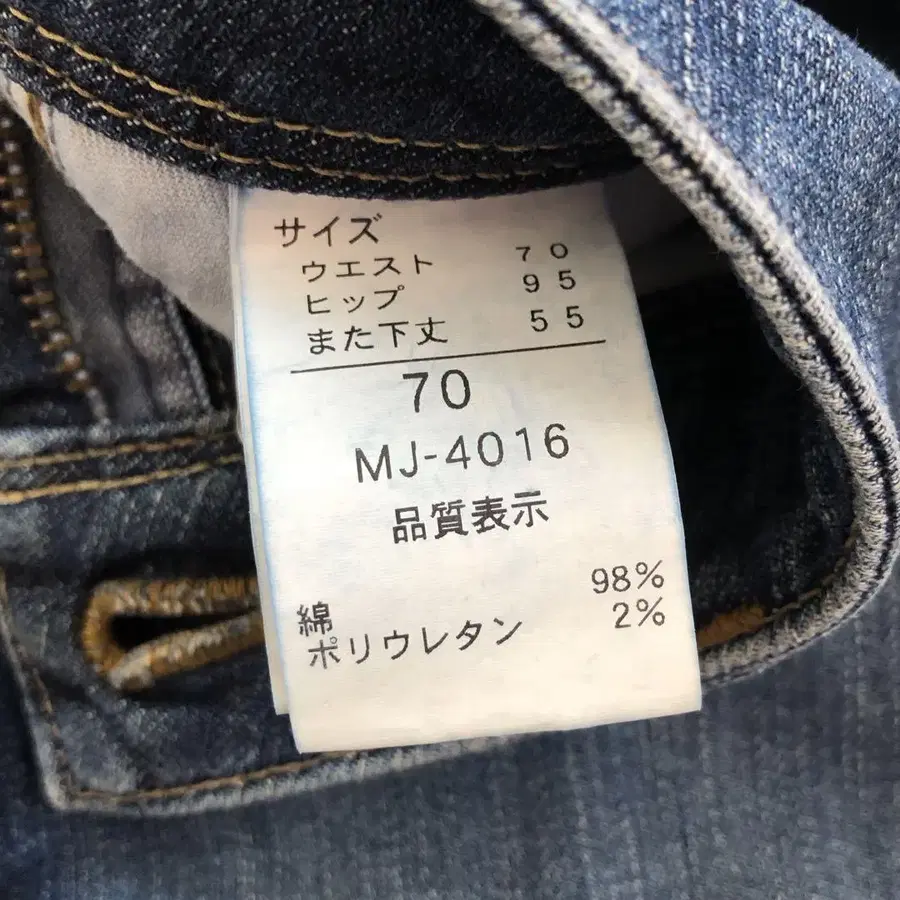 サイズ
ウエスト 70
ヒップ 95
また下丈 55
70
MJ-4016
品質表示
綿 98%
ポリウレタン 2%